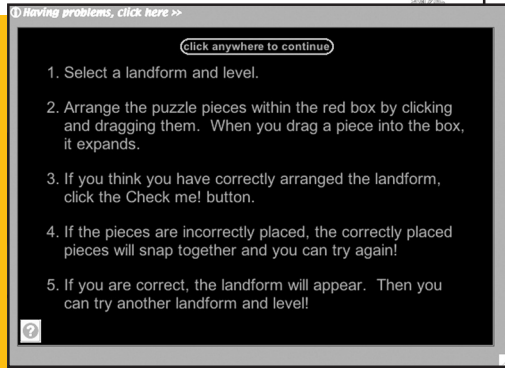 Having problems, click here >>
click anywhere to continue
1. Select a landform and level.
2. Arrange the puzzle pieces within the red box by clicking
and dragging them.  When you drag a piece into the box,
it expands.
3. If you think you have correctly arranged the landform,
click the Check me! button.
4. If the pieces are incorrectly placed, the correctly placed
pieces will snap together and you can try again!
5. If you are correct, the landform will appear.  Then you
can try another landform and level!
?